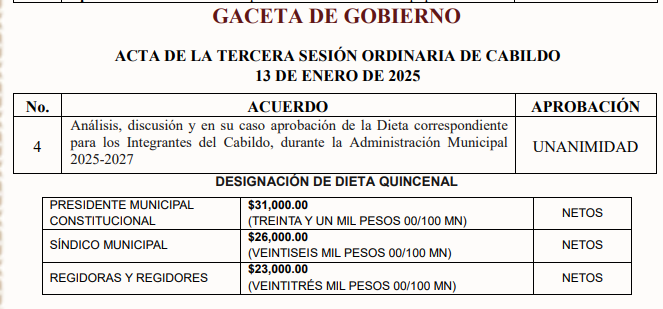 GACETA DE GOBIERNO
ACTA DE LA TERCERA SESIÓN ORDINARIA DE CABILDO
13 DE ENERO DE 2025
No. ACUERDO APROBACIÓN
4 Análisis, discusión y en su caso aprobación de la Dieta correspondiente
para los Integrantes del Cabildo, durante la Administración Municipal
2025-2027
UNANIMIDAD
DESIGNACIÓN DE DIETA QUINCENAL
PRESIDENTE MUNICIPAL
CONSTITUCIONAL
$31,000.00
(TREINTA Y UN MIL PESOS 00/100 MN)
NETOS
SÍNDICO MUNICIPAL
$26,000.00
(VEINTISEIS MIL PESOS 00/100 MN)
NETOS
REGIDORAS Y REGIDORES
$23,000.00
(VEINTITRÉS MIL PESOS 00/100 MN)
NETOS